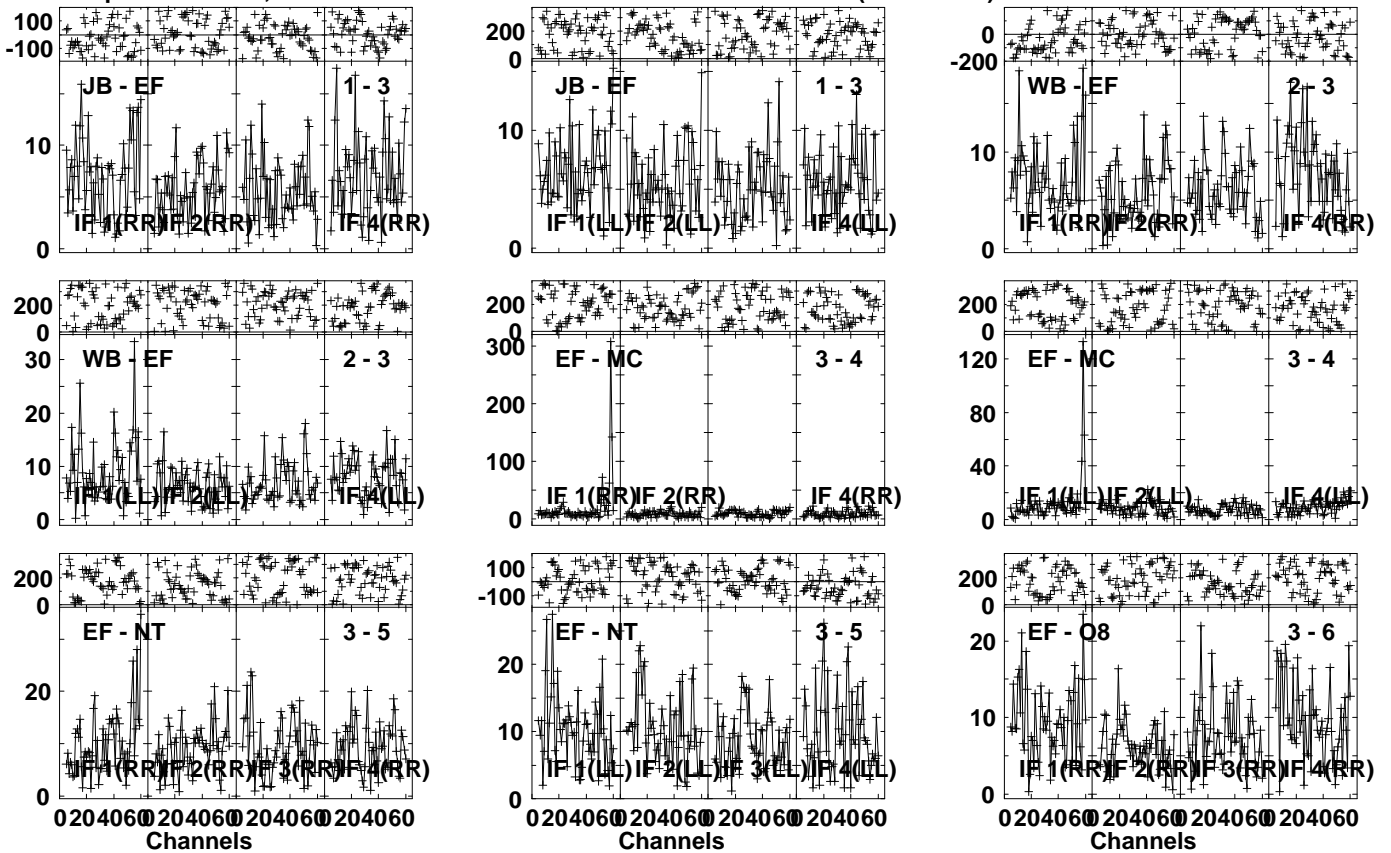 100
-100
JB - EF 1 - 3
10
0
IF 1(RR) IF 2(RR) IF 4(RR)
200
0
JB - EF 1 - 3
10
0
IF 1(LL) IF 2(LL) IF 4(LL)
0
-200
WB - EF 2 - 3
10
0
IF 1(RR) IF 2(RR) IF 4(RR)
200
0
WB - EF 2 - 3
30
20
10
0
IF 1(LL) IF 2(LL) IF 4(LL)
200
0
EF - MC 3 - 4
300
200
100
0
IF 1(RR) IF 2(RR) IF 4(RR)
200
0
EF - MC 3 - 4
120
80
40
0
IF 1(LL) IF 2(LL) IF 4(LL)
200
0
EF - NT 3 - 5
20
0
IF 1(RR) IF 2(RR) IF 3(RR) IF 4(RR)
0 20 40 60 0 20 40 60 0 20 40 60 0 20 40 60
Channels
100
-100
EF - NT 3 - 5
20
10
0
IF 1(LL) IF 2(LL) IF 3(LL) IF 4(LL)
0 20 40 60 0 20 40 60 0 20 40 60 0 20 40 60
Channels
200
0
EF - O8 3 - 6
20
10
0
IF 1(RR) IF 2(RR) IF 3(RR) IF 4(RR)
0 20 40 60 0 20 40 60 0 20 40 60 0 20 40 60
Channels